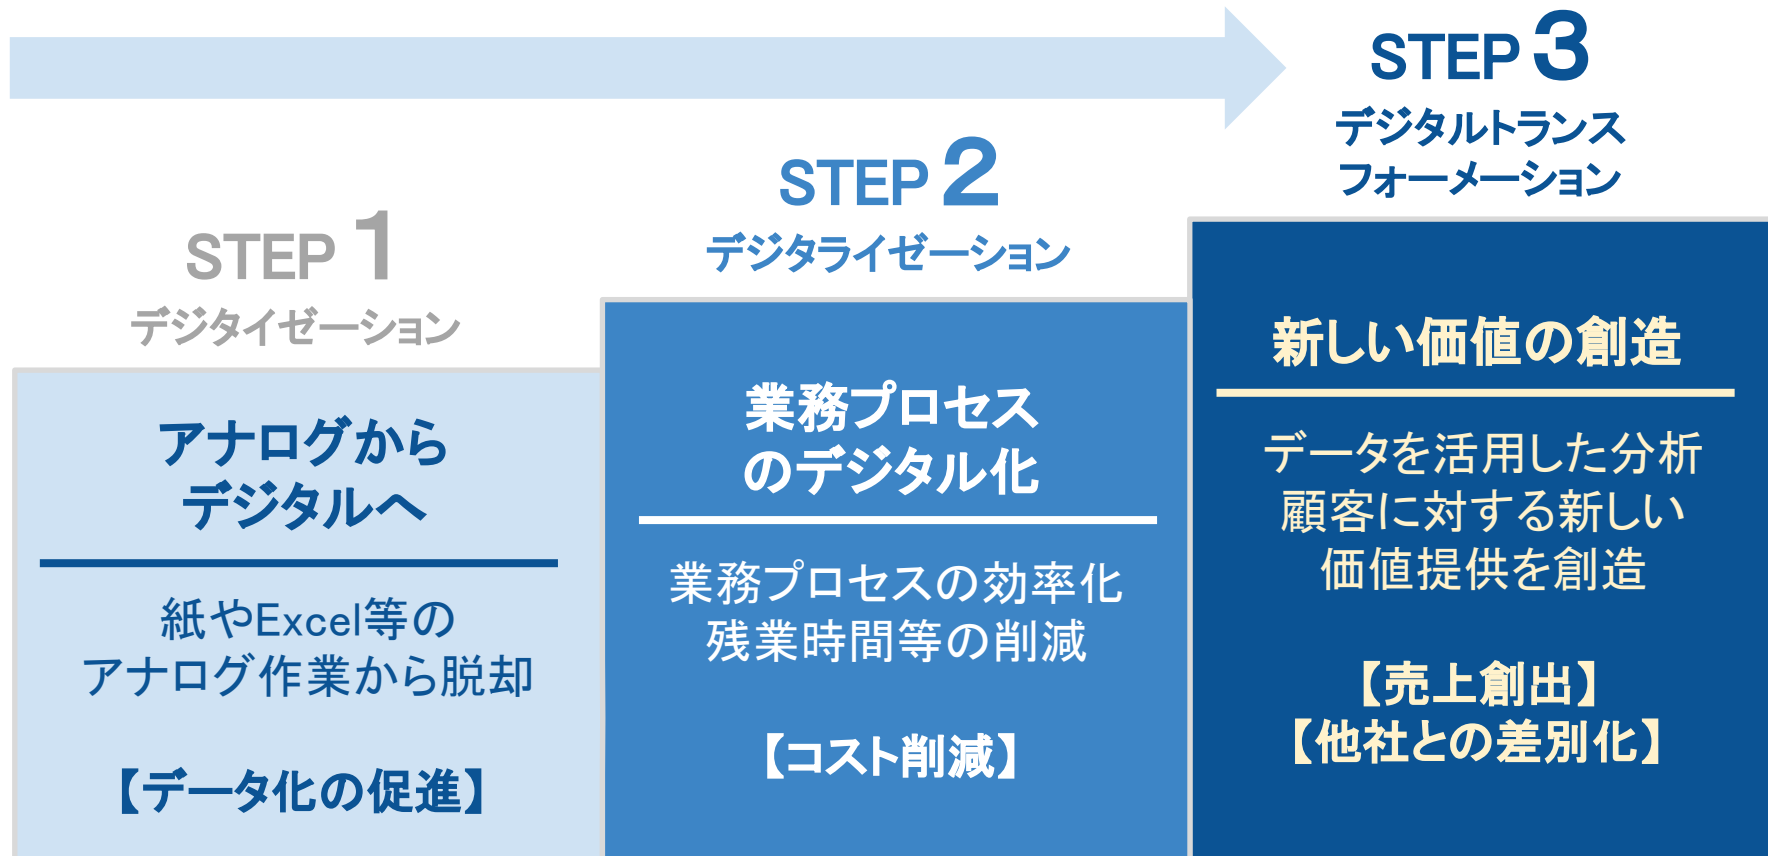 STEP 1
デジタイゼーション
アナログから
デジタルへ
紙やExcel等の
アナログ作業から脱却
【データ化の促進】
STEP 2
デジタライゼーション
業務プロセス
のデジタル化
業務プロセスの効率化
残業時間等の削減
【コスト削減】
STEP 3
デジタルトランス
フォーメーション
新しい価値の創造
データを活用した分析
顧客に対する新しい
価値提供を創造
【売上創出】
【他社との差別化】